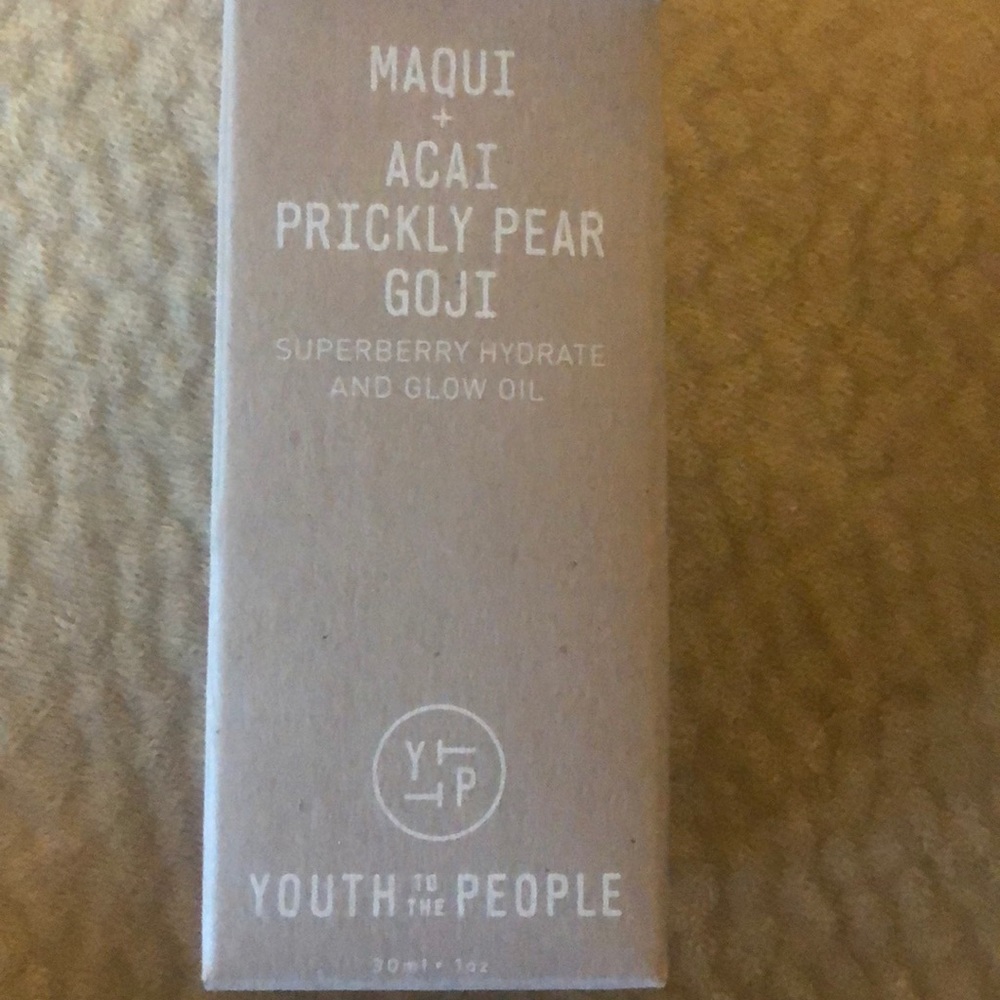 MAQUI
+
ACAI
PRICKLY PEAR
GOJI
SUPERBERRY HYDRATE
AND GLOW OIL
Y T
T P
YOUTH TO THE PEOPLE
30ml • 1oz